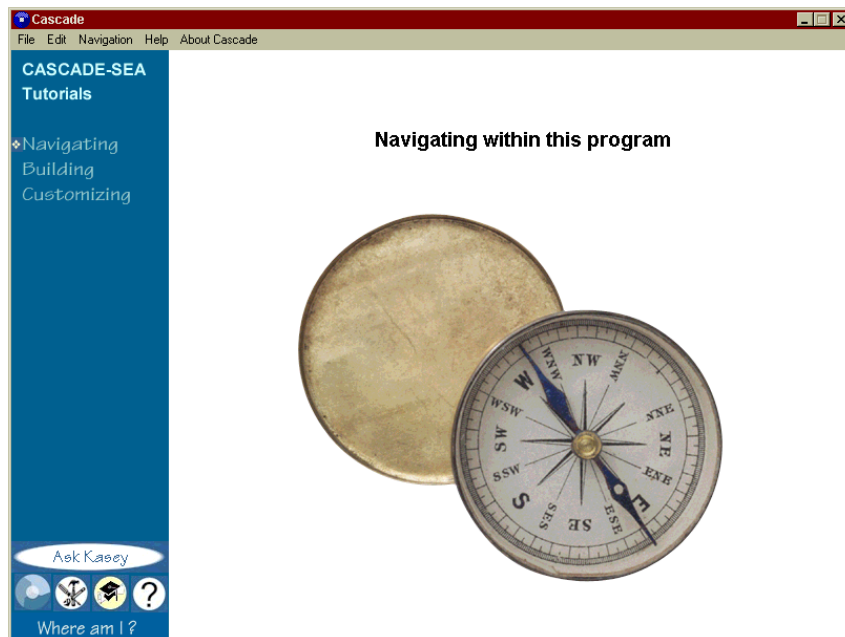 Cascade
File Edit Navigation Help About Cascade
CASCADE-SEA
Tutorials
Navigating
Building
Customizing
Ask Kasey
?
Where am I ?
Navigating within this program
W
WNW
NW
NNW
NNE
NE
ENE
E
ESE
SE
SES
S
SSW
SW
WSW